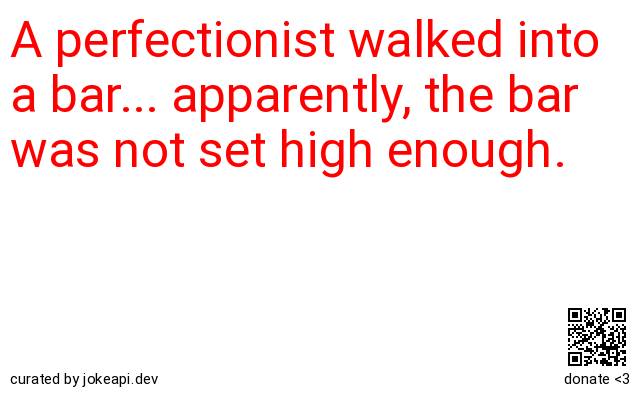 A perfectionist walked into
a bar... apparently, the bar
was not set high enough.
curated by jokeapi.dev
donate <3